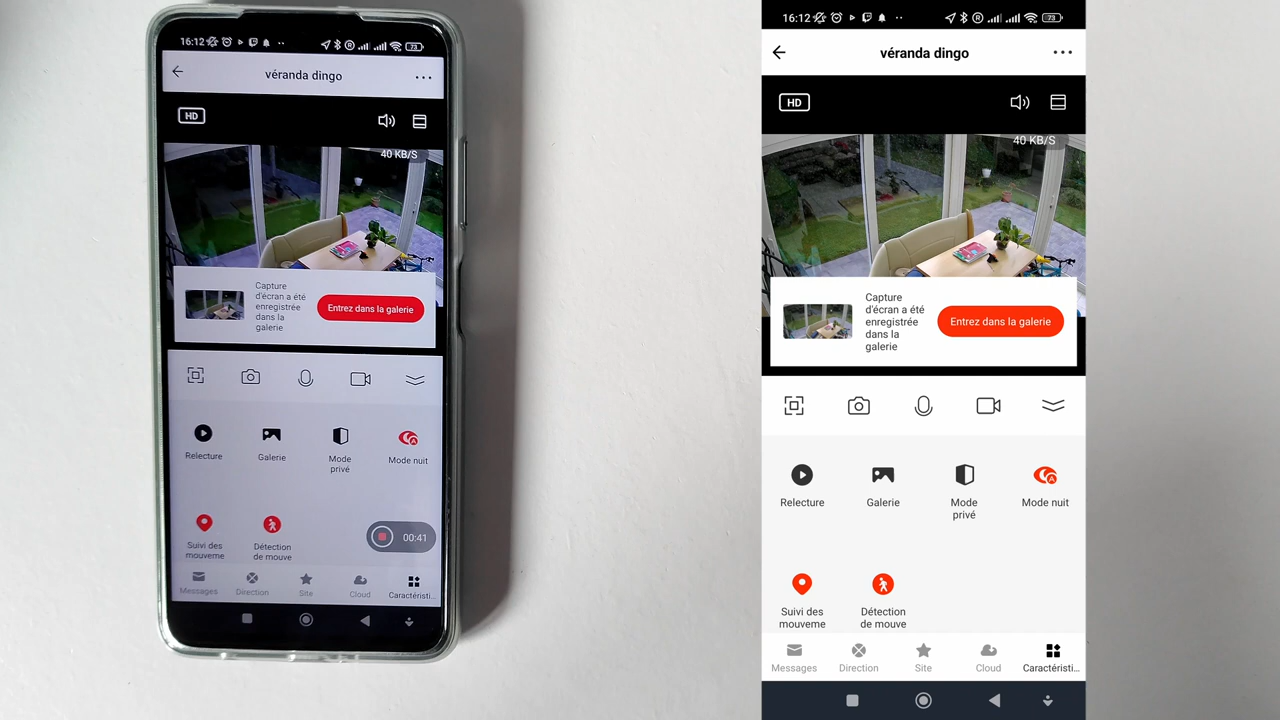 16:12
73
véranda dingo
HD
40 KB/S
Capture
d'écran a été
enregistrée
dans la
galerie
Entrez dans la galerie
Relecture
Galerie
Mode
privé
Mode nuit
Suivi des
mouveme
Détection
de mouve
00:41
Messages
Direction
Site
Cloud
Caractéristi...
16:12
73
véranda dingo
HD
40 KB/S
Capture
d'écran a été
enregistrée
dans la
galerie
Entrez dans la galerie
Relecture
Galerie
Mode
privé
Mode nuit
Suivi des
mouveme
Détection
de mouve
Messages
Direction
Site
Cloud
Caractéristi...